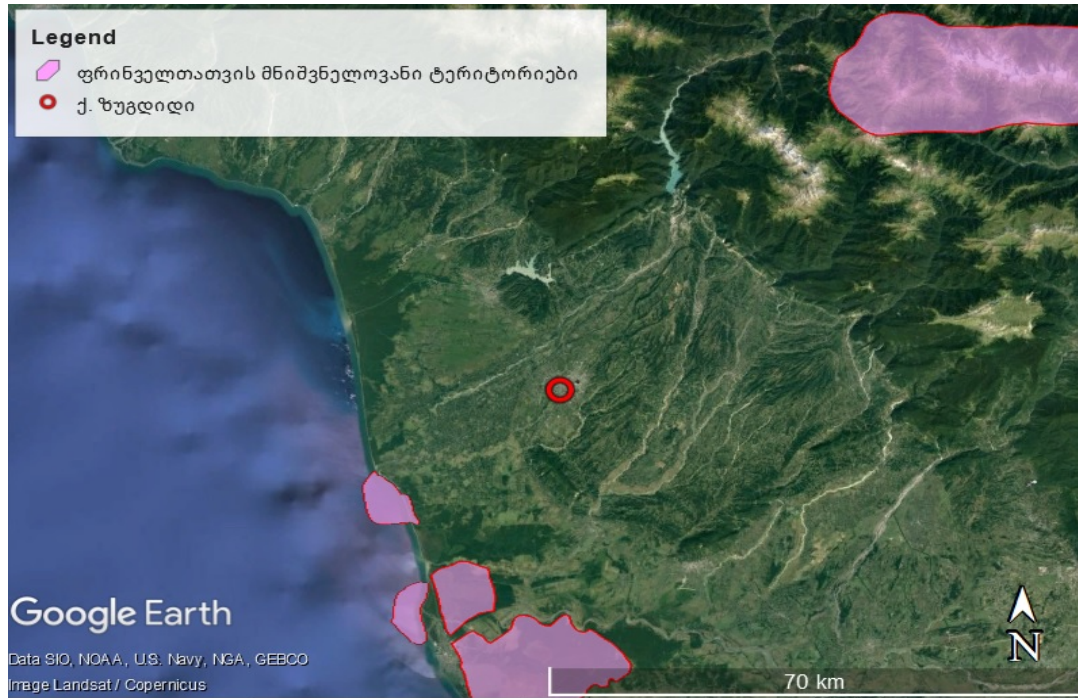 Legend
ფრინველთათვის მნიშვნელოვანი ტერიტორიები
ქ. ზუგდიდი
Google Earth
Data SIO, NOAA, U.S. Navy, NGA, GEBCO
Image Landsat / Copernicus
70 km
N